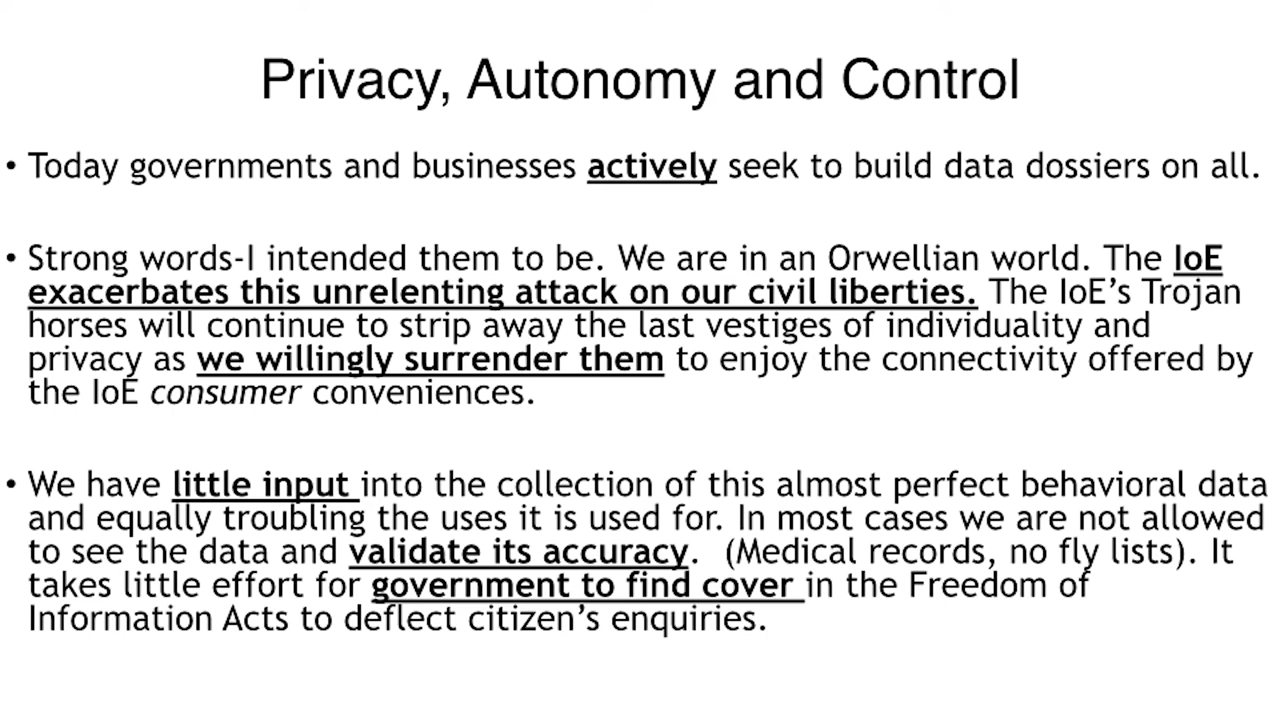 Privacy, Autonomy and Control
• Today governments and businesses actively seek to build data dossiers on all.
• Strong words-I intended them to be. We are in an Orwellian world. The IoE
exacerbates this unrelenting attack on our civil liberties. The IoE’s Trojan
horses will continue to strip away the last vestiges of individuality and
privacy as we willingly surrender them to enjoy the connectivity offered by
the IoE consumer conveniences.
• We have little input into the collection of this almost perfect behavioral data
and equally troubling the uses it is used for. In most cases we are not allowed
to see the data and validate its accuracy. (Medical records, no fly lists). It
takes little effort for government to find cover in the Freedom of
Information Acts to deflect citizen’s enquiries.